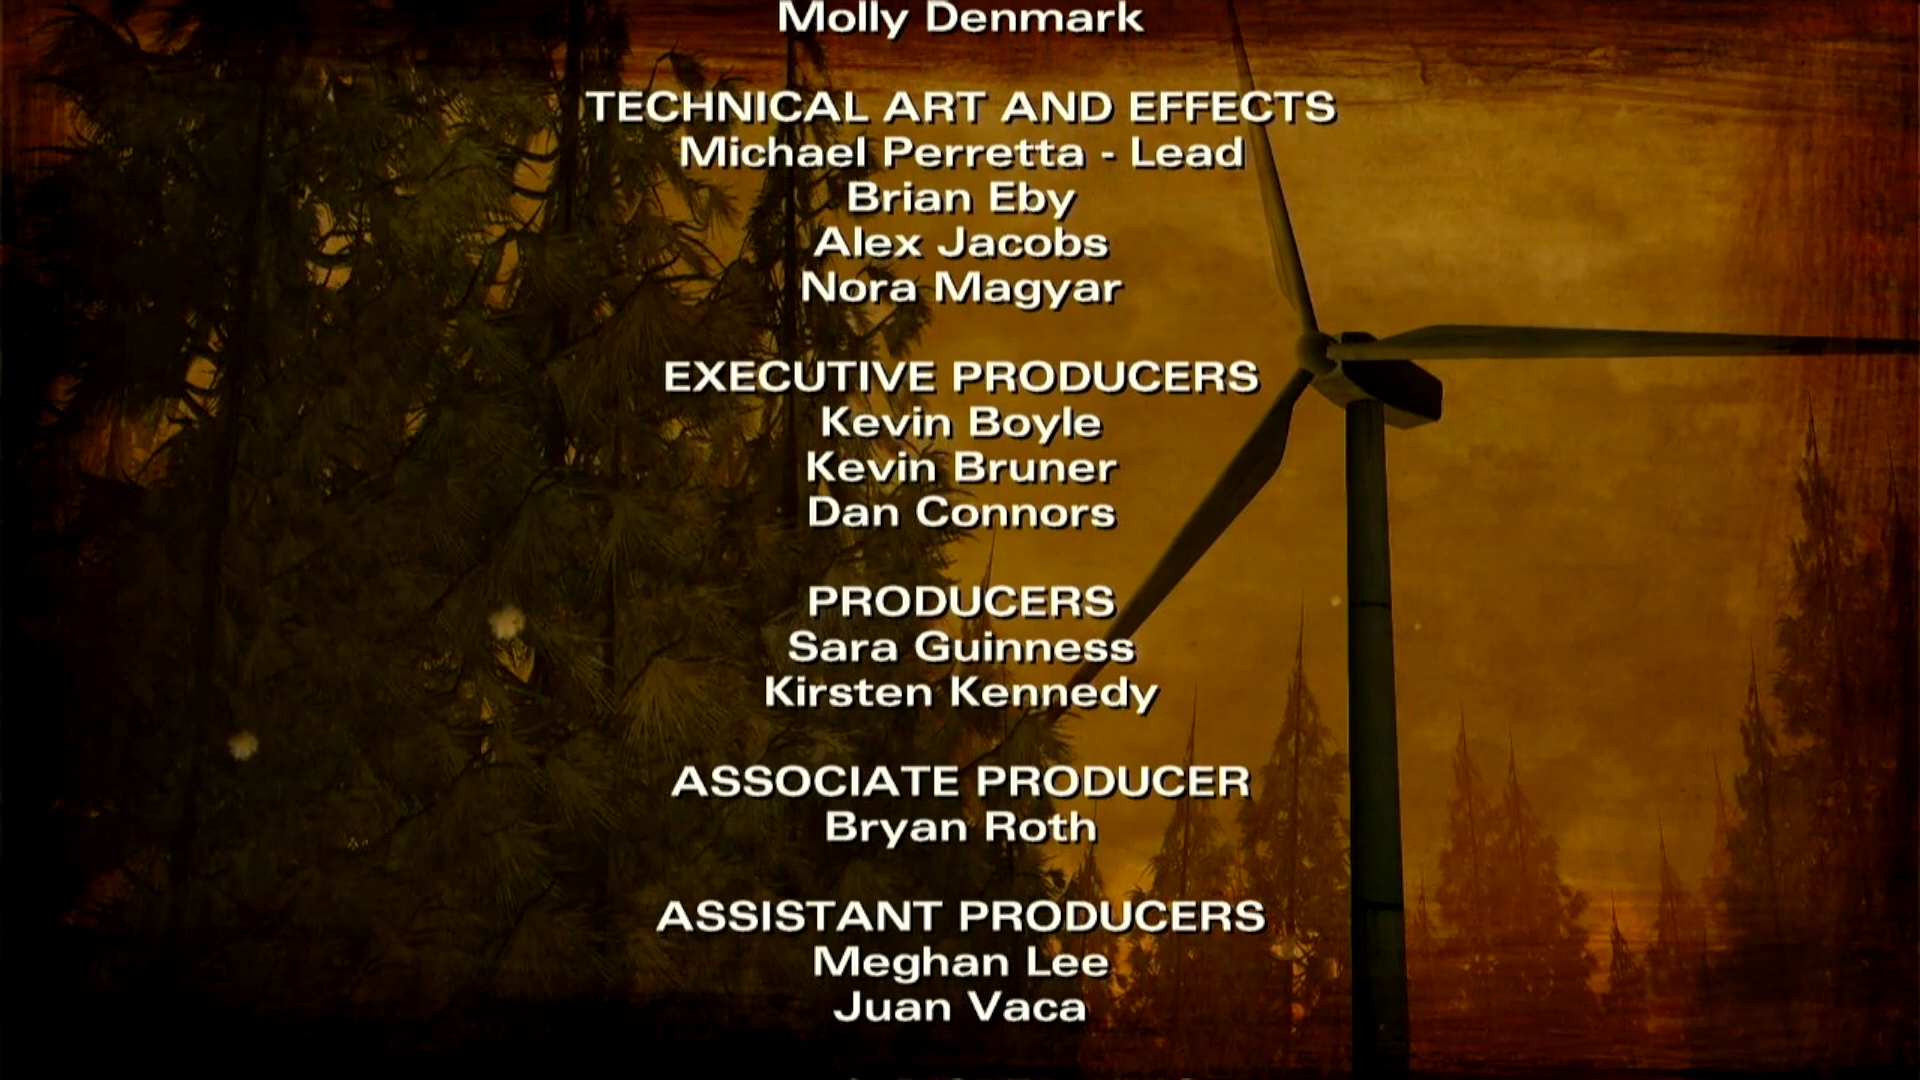 Molly Denmark
TECHNICAL ART AND EFFECTS
Michael Perretta - Lead
Brian Eby
Alex Jacobs
Nora Magyar
EXECUTIVE PRODUCERS
Kevin Boyle
Kevin Bruner
Dan Connors
PRODUCERS
Sara Guinness
Kirsten Kennedy
ASSOCIATE PRODUCER
Bryan Roth
ASSISTANT PRODUCERS
Meghan Lee
Juan Vaca